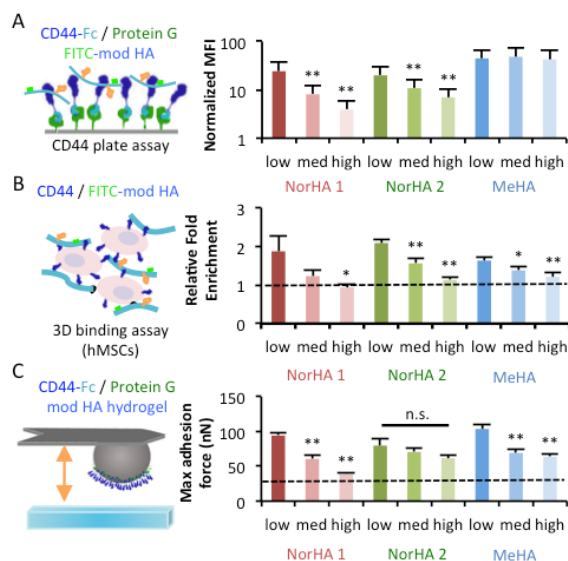 A
CD44-Fc / Protein G
FITC-mod HA
CD44 plate assay
Normalized MFI
100
10
1
** ** ** **
low med high low med high low med high
NorHA 1 NorHA 2 MeHA
B
CD44 / FITC-mod HA
3D binding assay
(hMSCs)
Relative Fold
Enrichment
3
2
1
0
* ** ** * **
low med high low med high low med high
NorHA 1 NorHA 2 MeHA
C
CD44-Fc / Protein G
mod HA hydrogel
Max adhesion
force (nN)
100
50
0
** ** n.s. ** **
low med high low med high low med high
NorHA 1 NorHA 2 MeHA